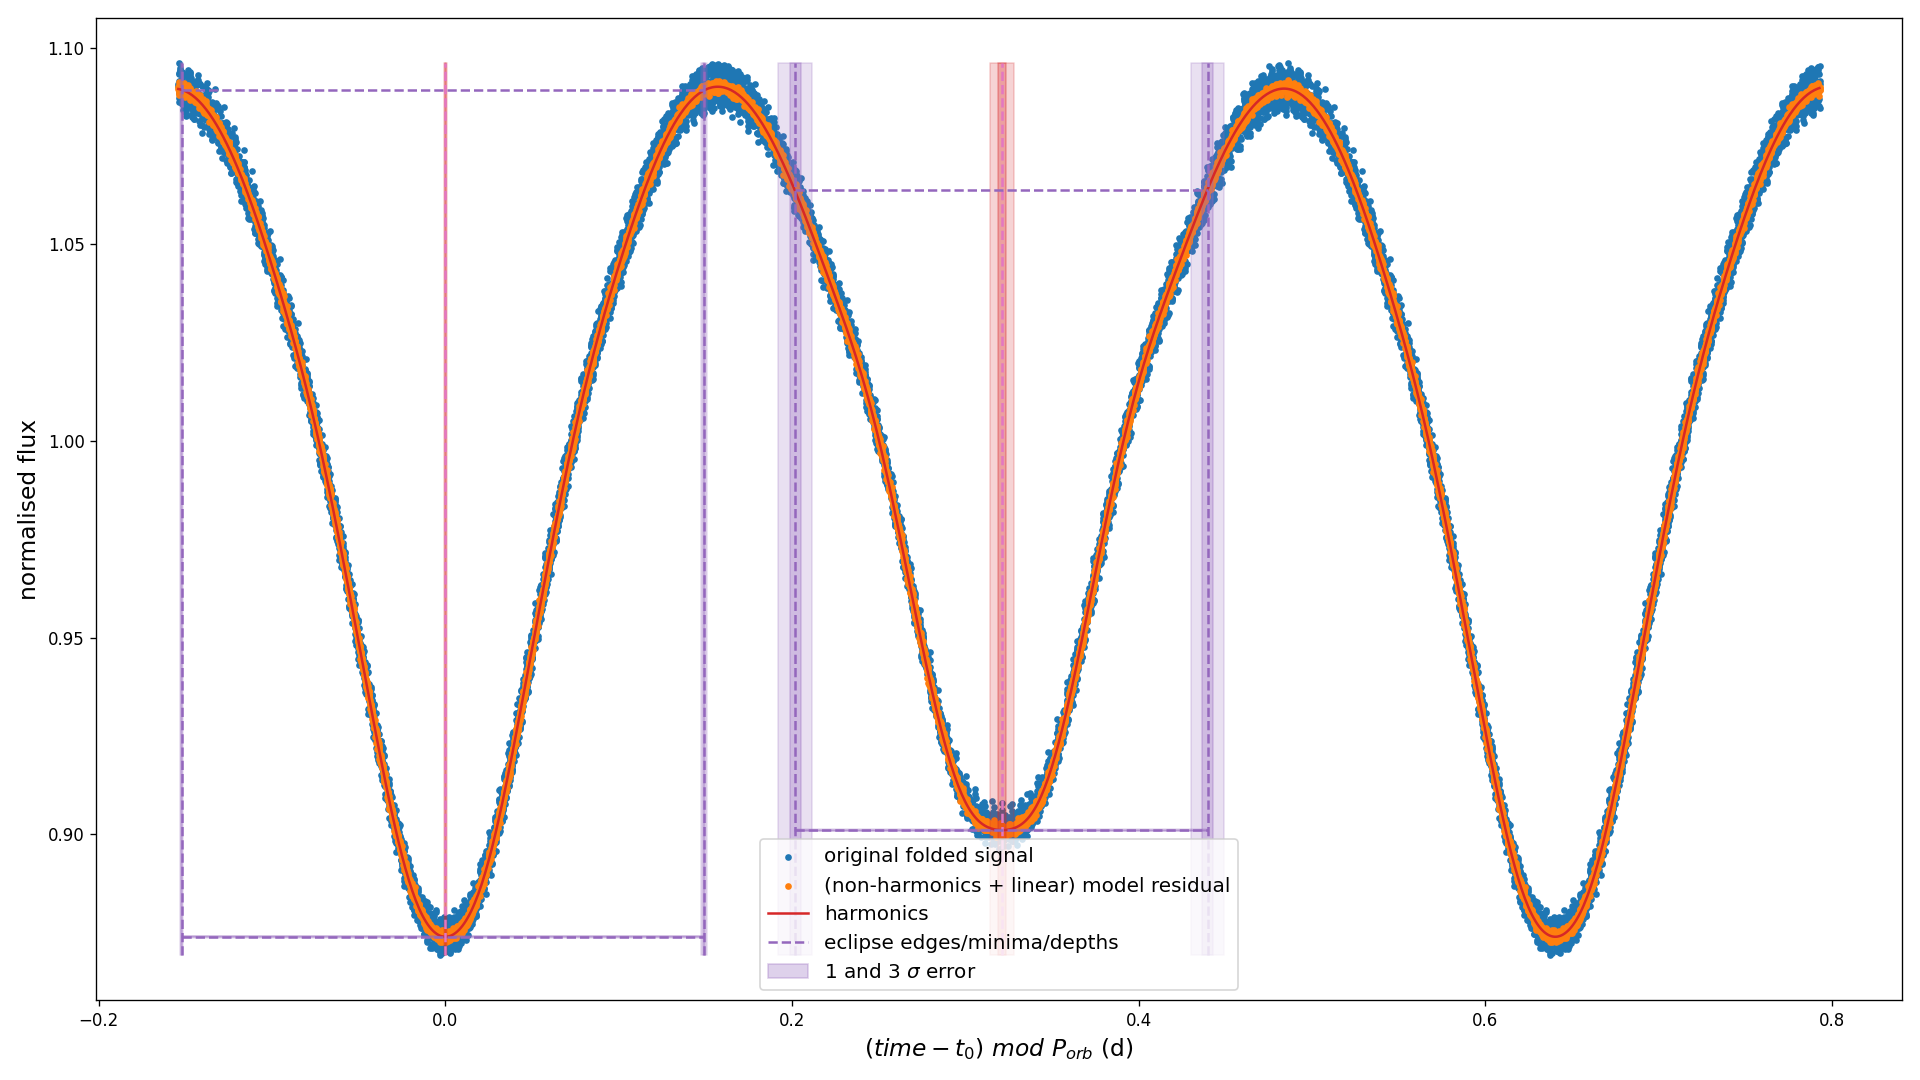 1.10
1.05
1.00
0.95
0.90
normalised flux
original folded signal
(non-harmonics + linear) model residual
harmonics
eclipse edges/minima/depths
1 and 3 σ error
−0.2 0.0 0.2 0.4 0.6 0.8
(time − t₀) mod Pₒᵣb (d)